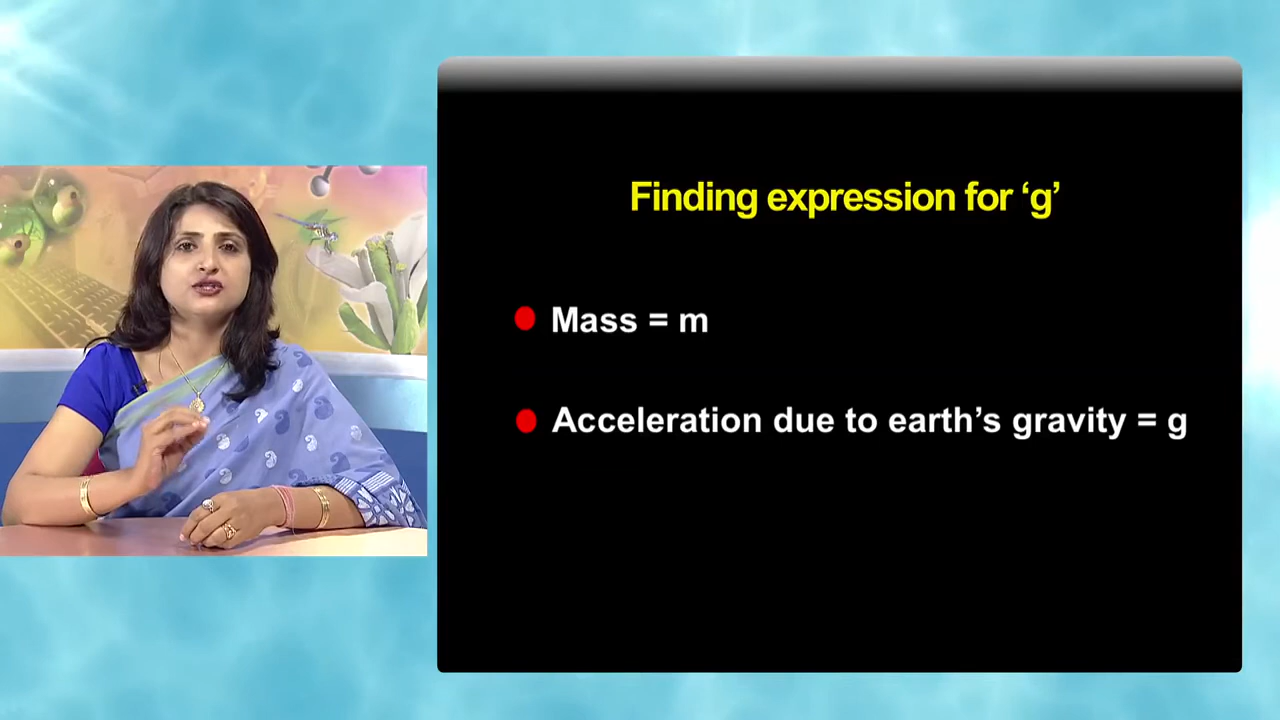 Finding expression for ‘g’
Mass = m
Acceleration due to earth’s gravity = g